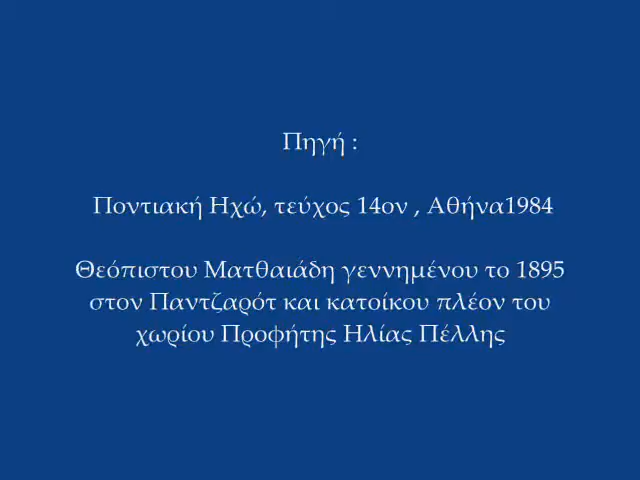 Πηγή :
Ποντιακή Ηχώ, τεύχος 14ον , Αθήνα1984
Θεόπιστου Ματθαιάδη γεννημένου το 1895
στον Παντζαρότ και κατοίκου πλέον του
χωρίου Προφήτης Ηλίας Πέλλης